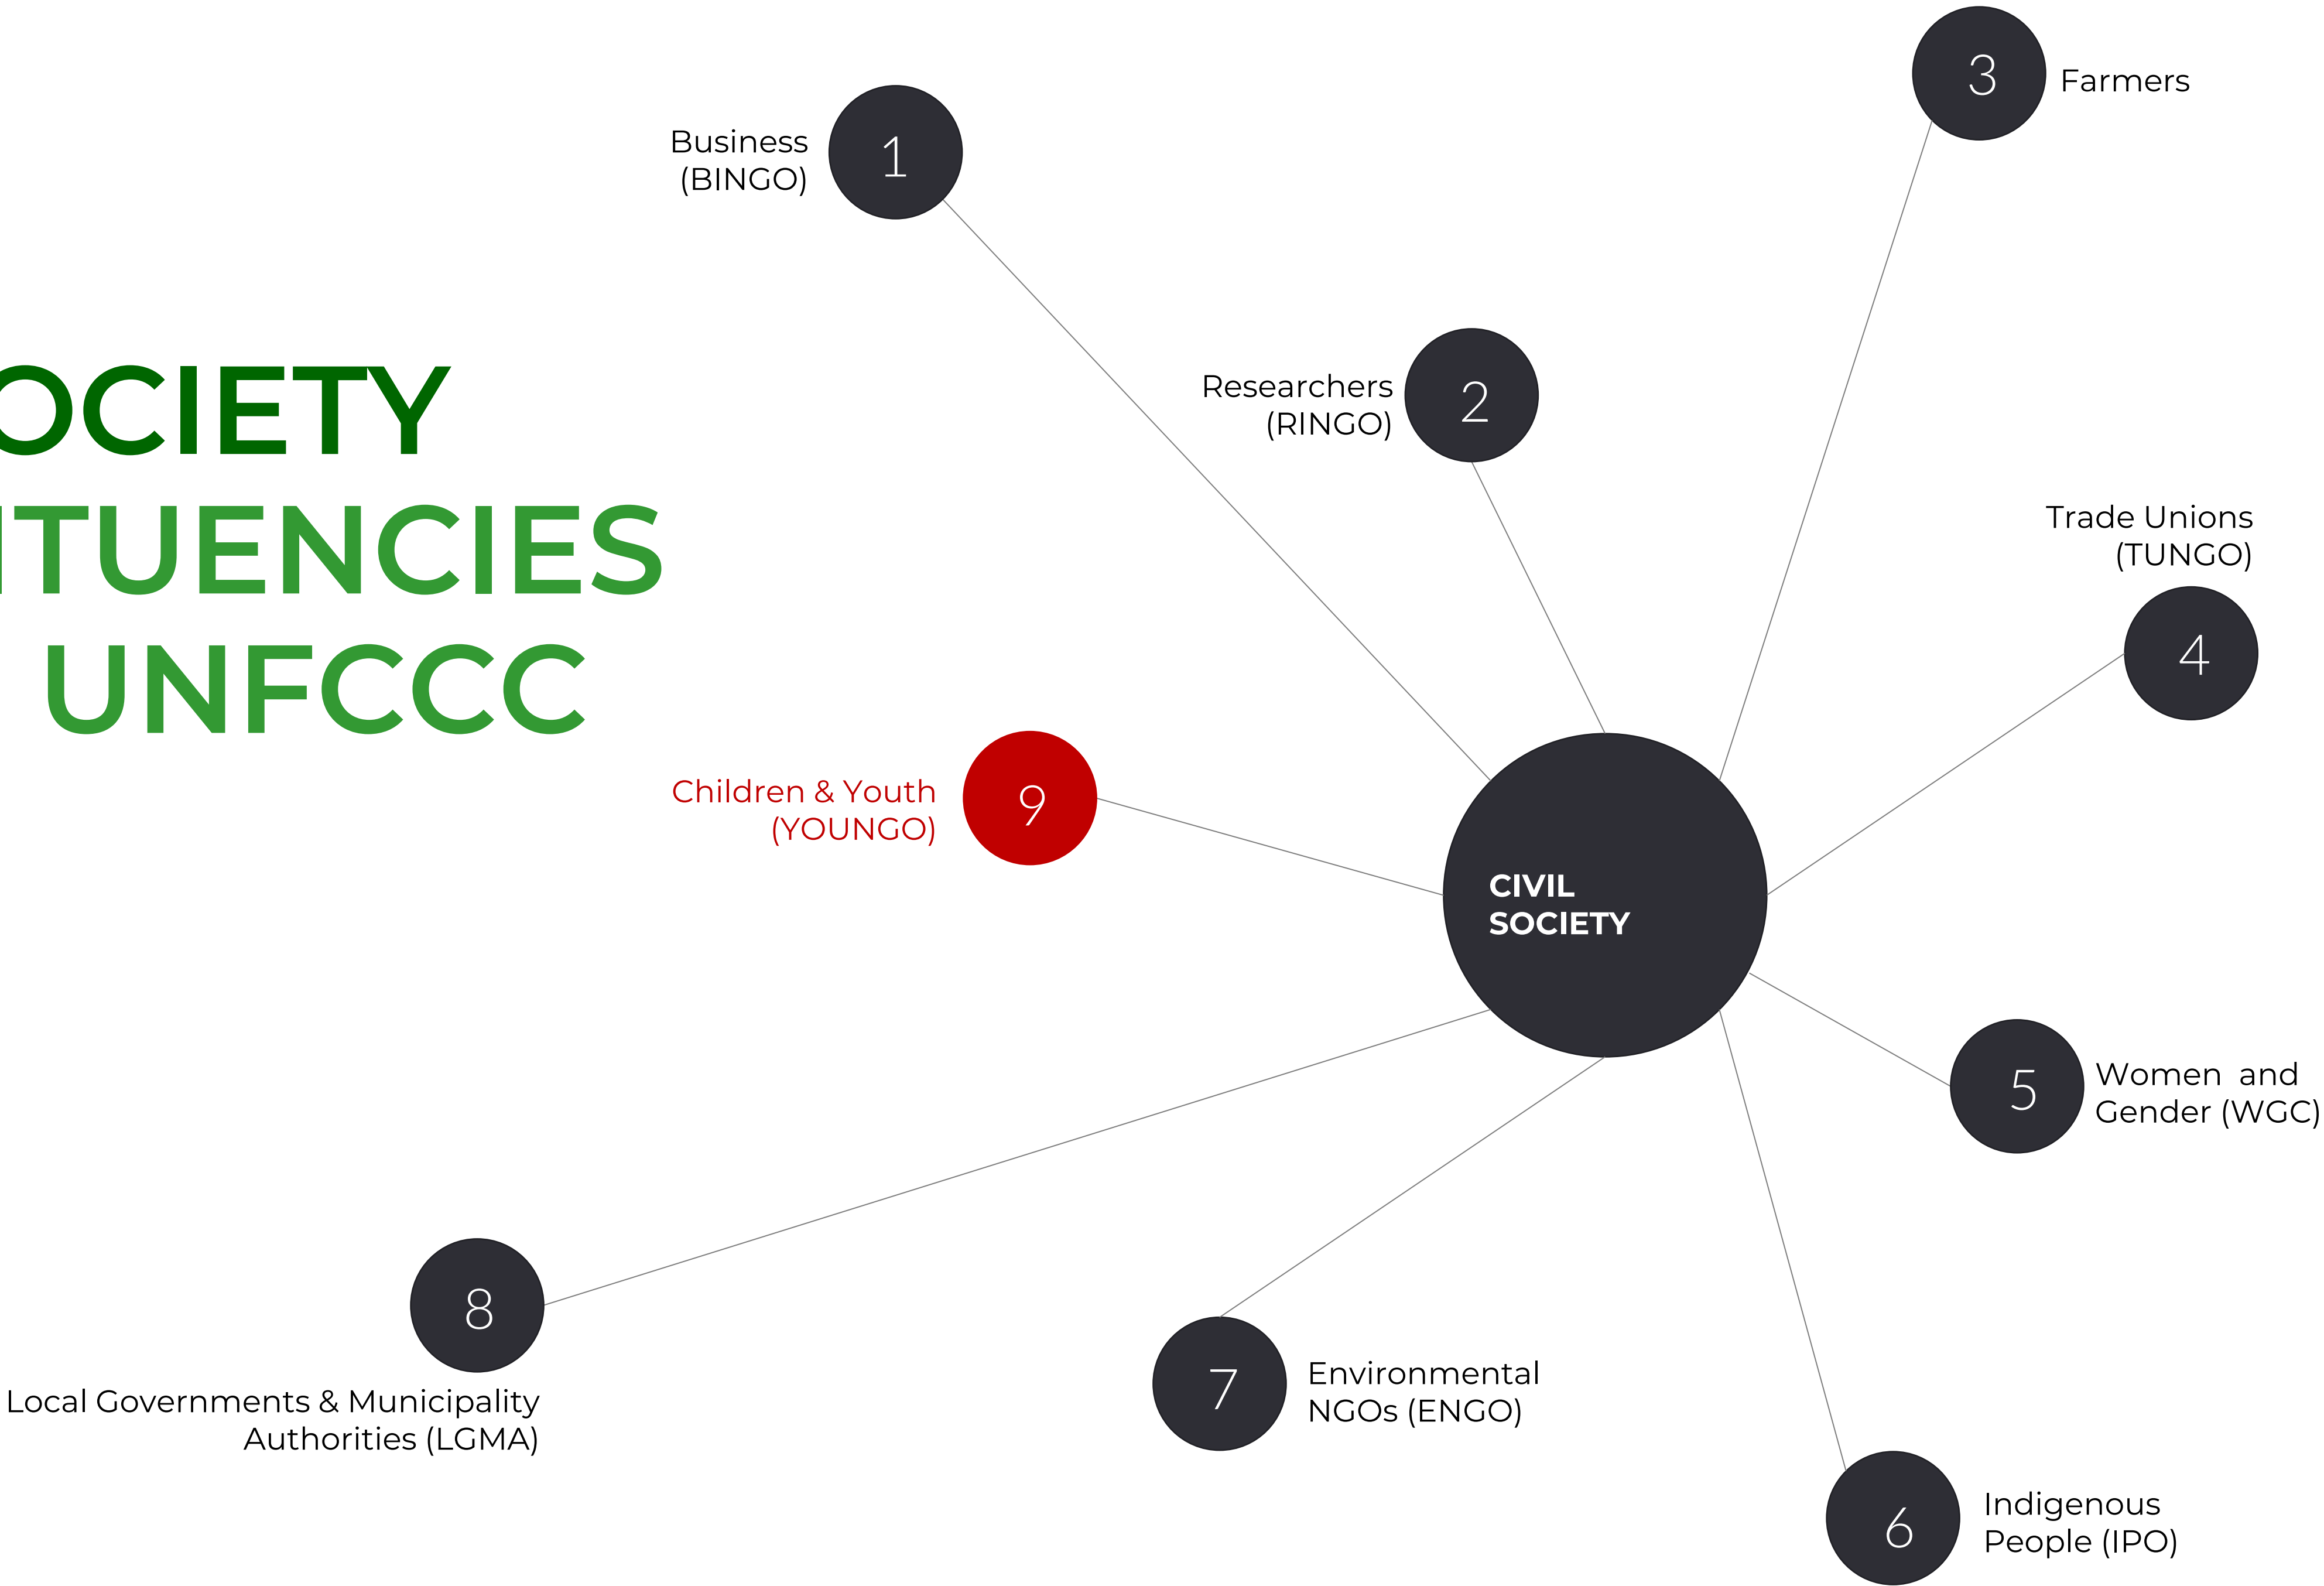 OCIETY
ITUENCIES
UNFCCC
1
Business
(BINGO)
2
Researchers
(RINGO)
3
Farmers
Trade Unions
(TUNGO)
4
CIVIL
SOCIETY
5
Women and
Gender (WGC)
6
Indigenous
People (IPO)
7
Environmental
NGOs (ENGO)
8
Local Governments & Municipality
Authorities (LGMA)
9
Children & Youth
(YOUNGO)